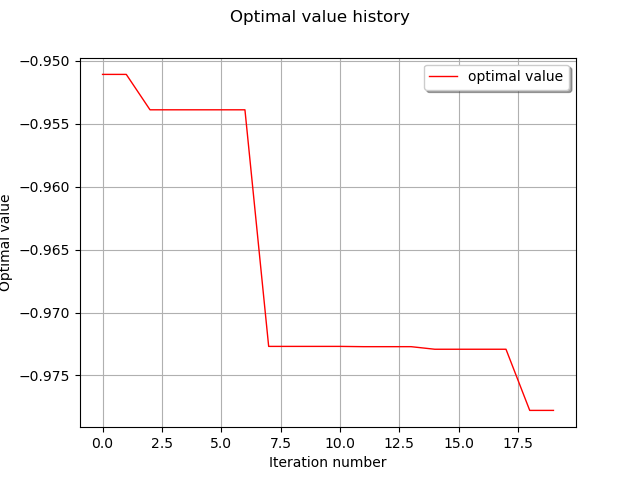 Optimal value history
optimal value
Optimal value
−0.950
−0.955
−0.960
−0.965
−0.970
−0.975
0.0 2.5 5.0 7.5 10.0 12.5 15.0 17.5
Iteration number